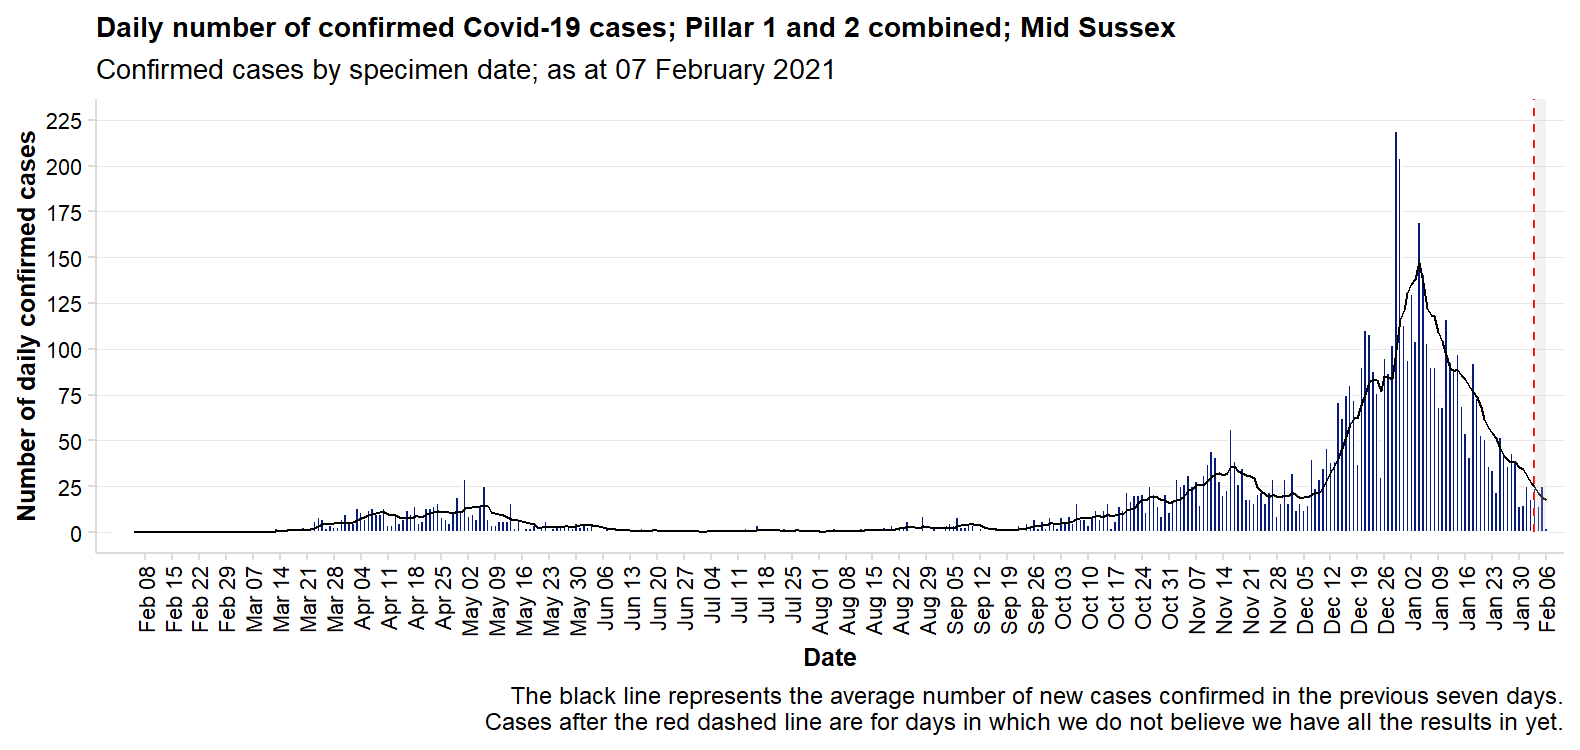 Daily number of confirmed Covid-19 cases; Pillar 1 and 2 combined; Mid Sussex
Confirmed cases by specimen date; as at 07 February 2021
Number of daily confirmed cases
225
200
175
150
125
100
75
50
25
0
Feb 08
Feb 15
Feb 22
Feb 29
Mar 07
Mar 14
Mar 21
Mar 28
Apr 04
Apr 11
Apr 18
Apr 25
May 02
May 09
May 16
May 23
May 30
Jun 06
Jun 13
Jun 20
Jun 27
Jul 04
Jul 11
Jul 18
Jul 25
Aug 01
Aug 08
Aug 15
Aug 22
Aug 29
Sep 05
Sep 12
Sep 19
Sep 26
Oct 03
Oct 10
Oct 17
Oct 24
Oct 31
Nov 07
Nov 14
Nov 21
Nov 28
Dec 05
Dec 12
Dec 19
Dec 26
Jan 02
Jan 09
Jan 16
Jan 23
Jan 30
Feb 06
Date
The black line represents the average number of new cases confirmed in the previous seven days.
Cases after the red dashed line are for days in which we do not believe we have all the results in yet.